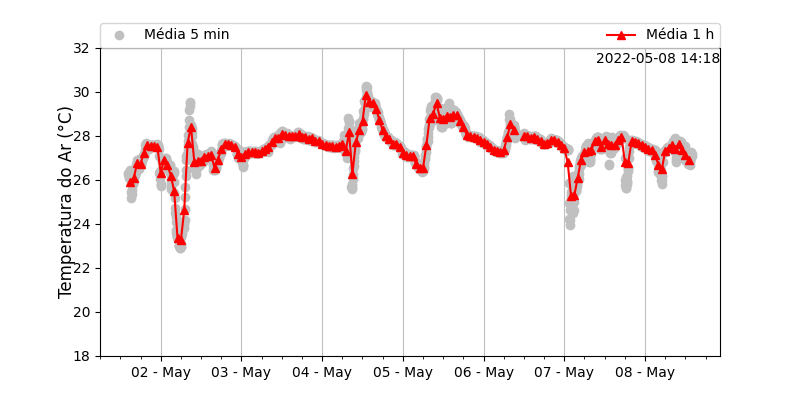 Média 5 min
Média 1 h
2022-05-08 14:18
Temperatura do Ar (°C)
32
30
28
26
24
22
20
18
02 - May
03 - May
04 - May
05 - May
06 - May
07 - May
08 - May